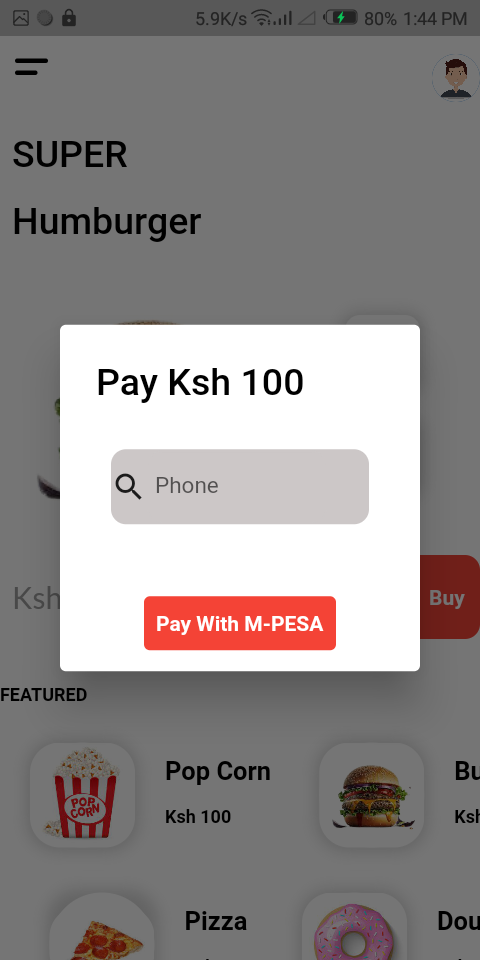 5.9K/s 80% 1:44 PM
SUPER
Humburger
Pay Ksh 100
Phone
Ksh
Buy
Pay With M-PESA
FEATURED
Pop Corn
Bu
Ksh 100
Ksh
POP
CORN
Pizza
Dou